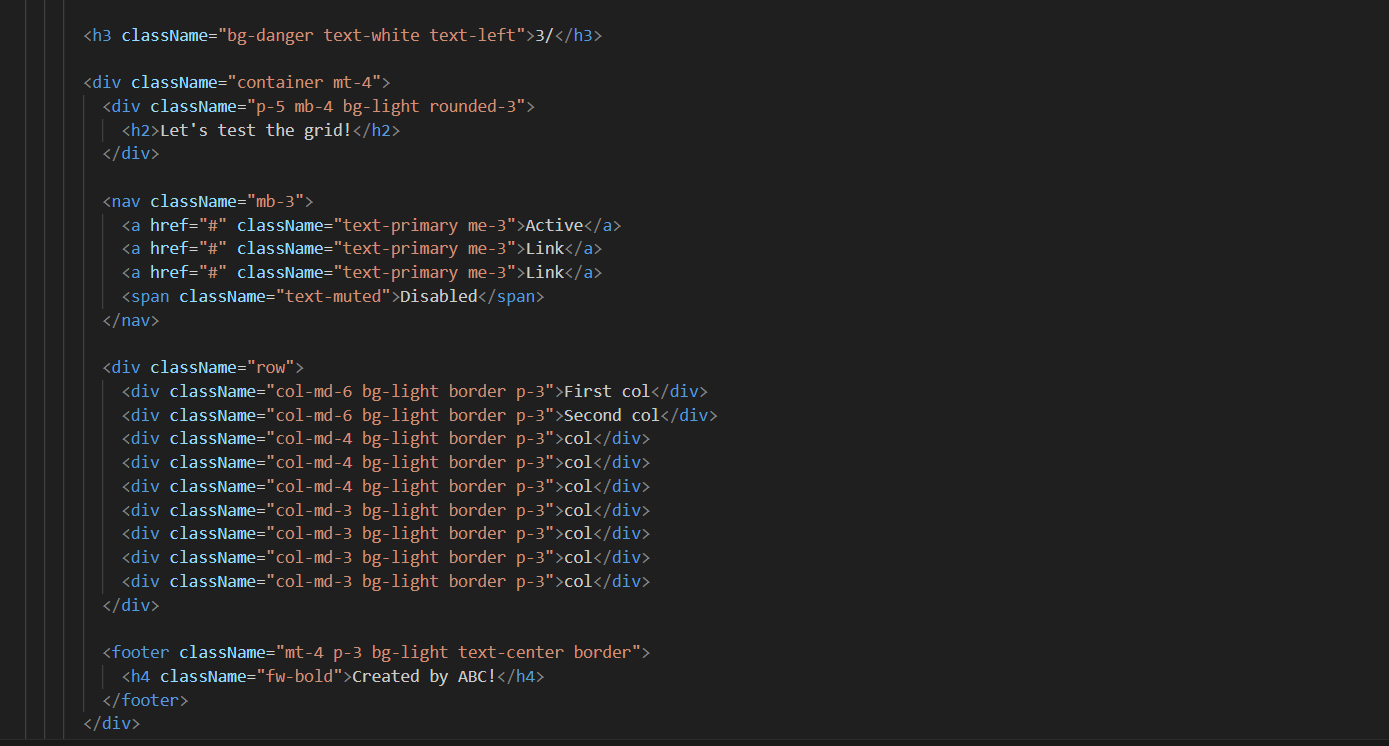 <h3 className="bg-danger text-white text-left">3/</h3>
<div className="container mt-4">
<div className="p-5 mb-4 bg-light rounded-3">
<h2>Let's test the grid!</h2>
</div>
<nav className="mb-3">
<a href="#" className="text-primary me-3">Active</a>
<a href="#" className="text-primary me-3">Link</a>
<a href="#" className="text-primary me-3">Link</a>
<span className="text-muted">Disabled</span>
</nav>
<div className="row">
<div className="col-md-6 bg-light border p-3">First col</div>
<div className="col-md-6 bg-light border p-3">Second col</div>
<div className="col-md-4 bg-light border p-3">col</div>
<div className="col-md-4 bg-light border p-3">col</div>
<div className="col-md-4 bg-light border p-3">col</div>
<div className="col-md-3 bg-light border p-3">col</div>
<div className="col-md-3 bg-light border p-3">col</div>
<div className="col-md-3 bg-light border p-3">col</div>
<div className="col-md-3 bg-light border p-3">col</div>
</div>
<footer className="mt-4 p-3 bg-light text-center border">
<h4 className="fw-bold">Created by ABC!</h4>
</footer>
</div>